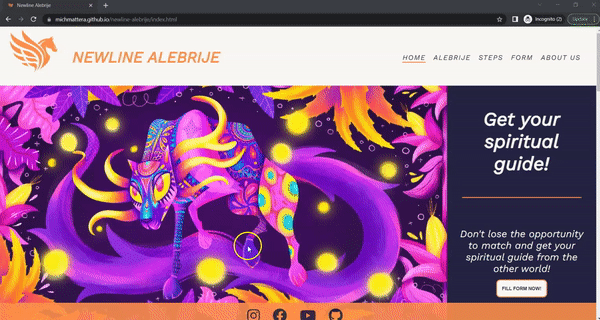 Newline Alebrije
michmattera.github.io/newline-alebrije/index.html
Incognito (2)
Update
NEWLINE ALEBRIJE
HOME ALEBRIJE STEPS FORM ABOUT US
Get your
spiritual
guide!
Don't lose the opportunity
to match and get your
spiritual guide from the
other world!
FILL FORM NOW!